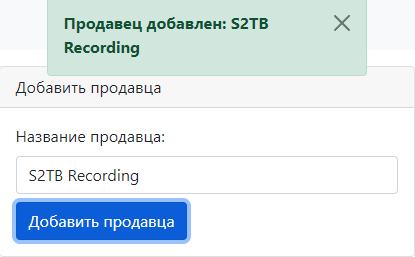 Продавец добавлен: S2TB
Recording
Добавить продавца
Название продавца:
S2TB Recording
Добавить продавца